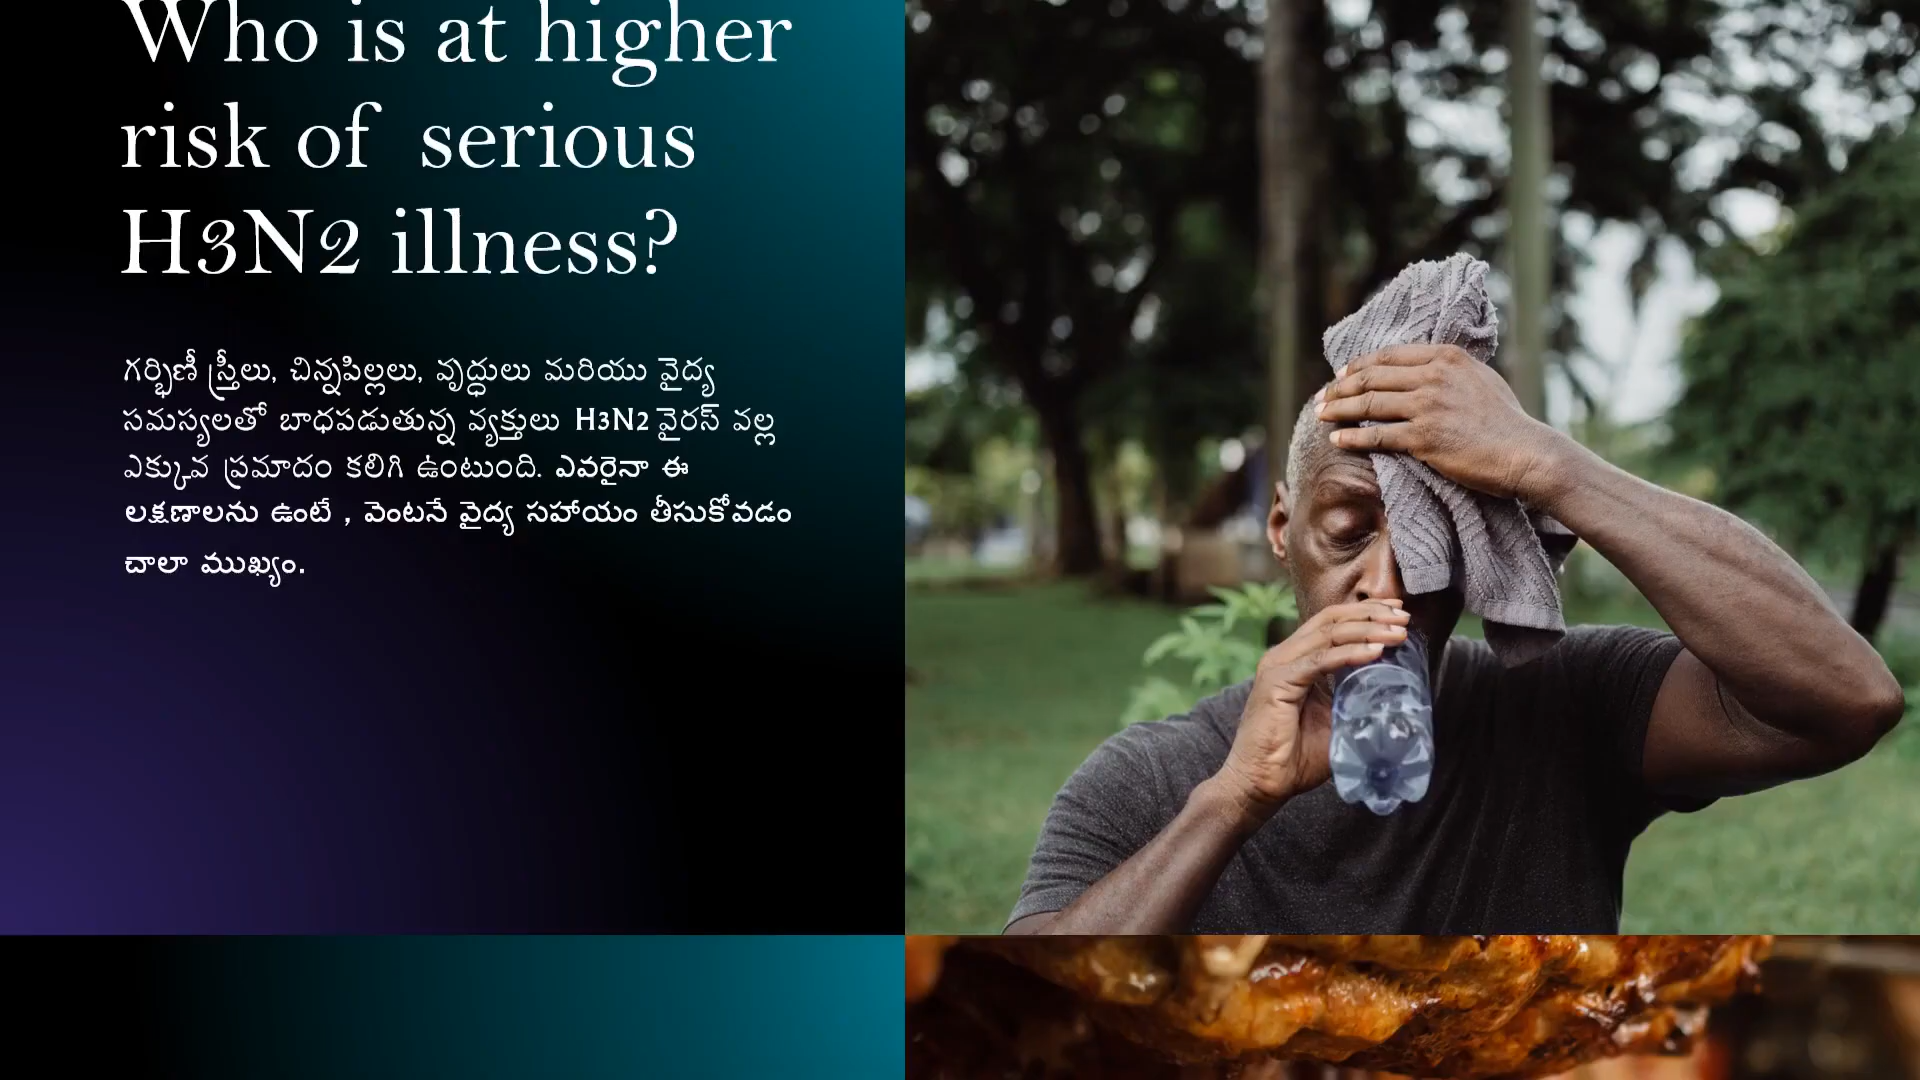 Who is at higher
risk of serious
H3N2 illness?
గర్భిణీ స్త్రీలు, చిన్నపిల్లలు, వృద్ధులు మరియు వైద్య
సమస్యలతో బాధపడుతున్న వ్యక్తులు H3N2 వైరస్ వల్ల
ఎక్కువ ప్రమాదం కలిగి ఉంటుంది. ఎవరైనా ఈ
లక్షణాలను ఉంటే , వెంటనే వైద్య సహాయం తీసుకోవడం
చాలా ముఖ్యం.